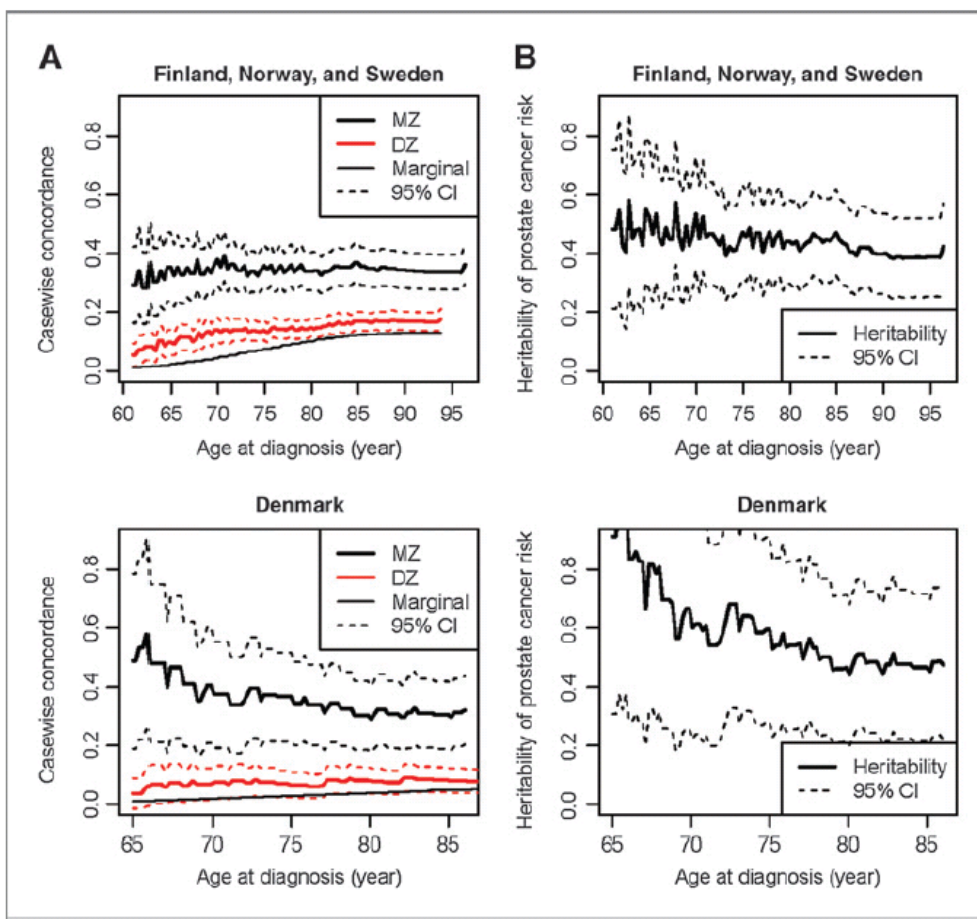 A
Finland, Norway, and Sweden
Casewise concordance
0.0 0.2 0.4 0.6 0.8
MZ
DZ
Marginal
95% CI
60 65 70 75 80 85 90 95
Age at diagnosis (year)
B
Finland, Norway, and Sweden
Heritability of prostate cancer risk
0.0 0.2 0.4 0.6 0.8
Heritability
95% CI
60 65 70 75 80 85 90 95
Age at diagnosis (year)
Denmark
Casewise concordance
0.0 0.2 0.4 0.6 0.8
MZ
DZ
Marginal
95% CI
65 70 75 80 85
Age at diagnosis (year)
Denmark
Heritability of prostate cancer risk
0.0 0.2 0.4 0.6 0.8
Heritability
95% CI
65 70 75 80 85
Age at diagnosis (year)